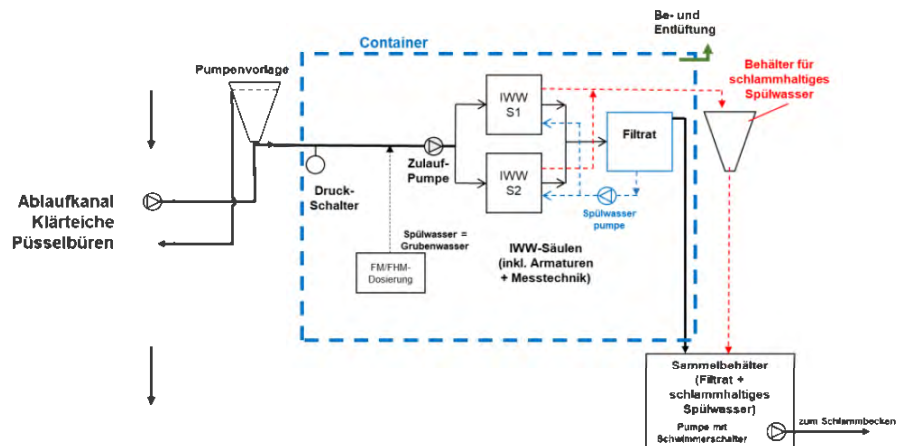 Be- und
Entlüftung
Container
Behälter für
schlammhaltiges
Spülwasser
Pumpenvorlage
IWW
S1
Filtrat
Zulauf-
Pumpe
IWW
S2
Druck-
Schalter
Ablaufkanal
Klärteiche
Püsselbüren
Spülwasser
pumpe
Spülwasser =
Grubenwasser
FM/FHM-
Dosierung
IWW-Säulen
(inkl. Armaturen
+ Messtechnik)
Sammelbehälter
(Filtrat +
schlammhaltiges
Spülwasser)
Pumpe mit
Schwimmerschalter
zum Schlammbecken